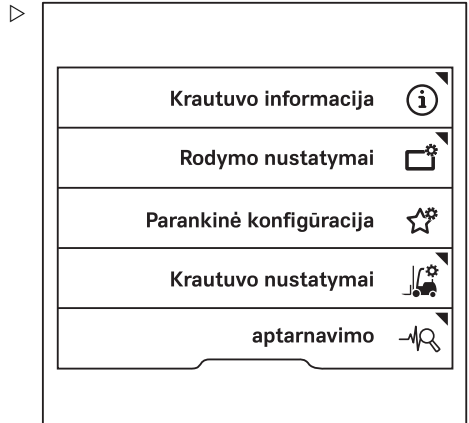 Krautuvo informacija
Rodymo nustatymai
Parankinė konfigūracija
Krautuvo nustatymai
aptarnavimo